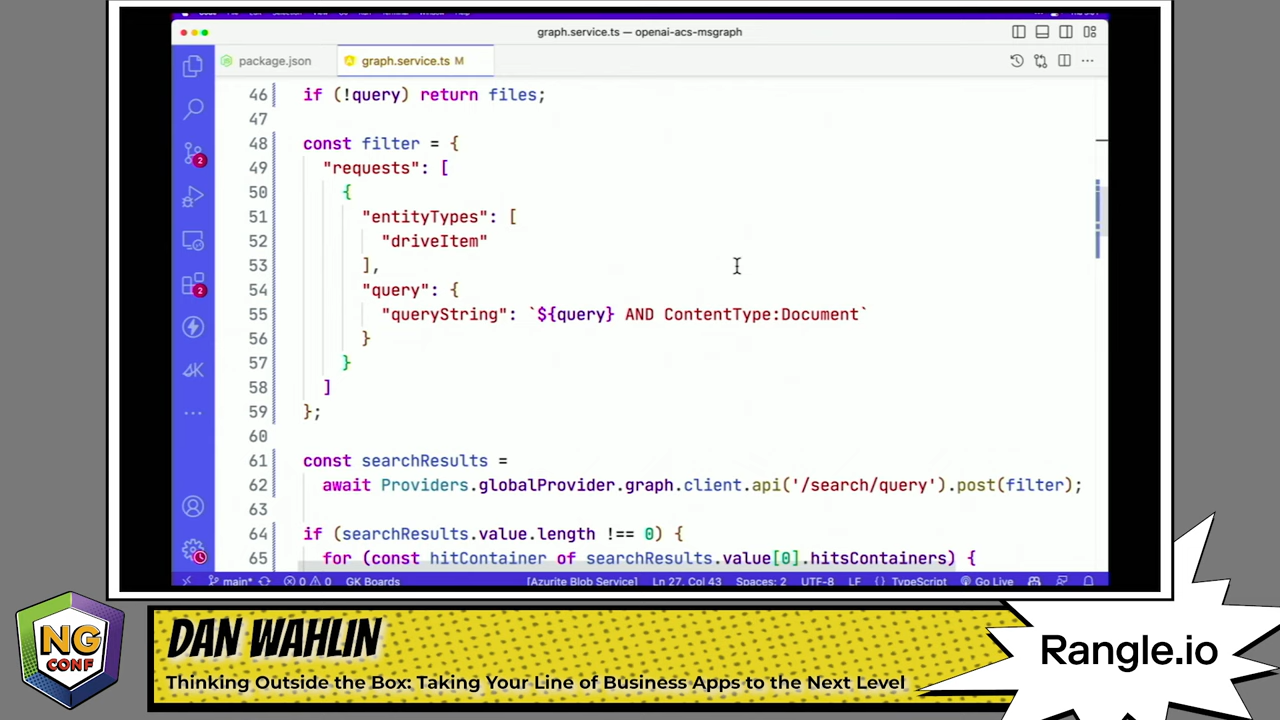 graph.service.ts — openai-acs-msgraph
package.json
graph.service.ts M
46 if (!query) return files;
47
48 const filter = {
49 "requests": [
50 {
51 "entityTypes": [
52 "driveItem"
53 ],
54 "query": {
55 "queryString": `${query} AND ContentType:Document`
56 }
57 }
58 ]
59 };
60
61 const searchResults =
62 await Providers.globalProvider.graph.client.api('/search/query').post(filter);
63
64 if (searchResults.value.length !== 0) {
65 for (const hitContainer of searchResults.value[0].hitsContainers) {
2
2
main* 0 0 GK Boards [Azurite Blob Service] Ln 27, Col 43 Spaces: 2 UTF-8 LF {} TypeScript Go Live
NG
CONF
DAN WAHLIN
Thinking Outside the Box: Taking Your Line of Business Apps to the Next Level
Rangle.io